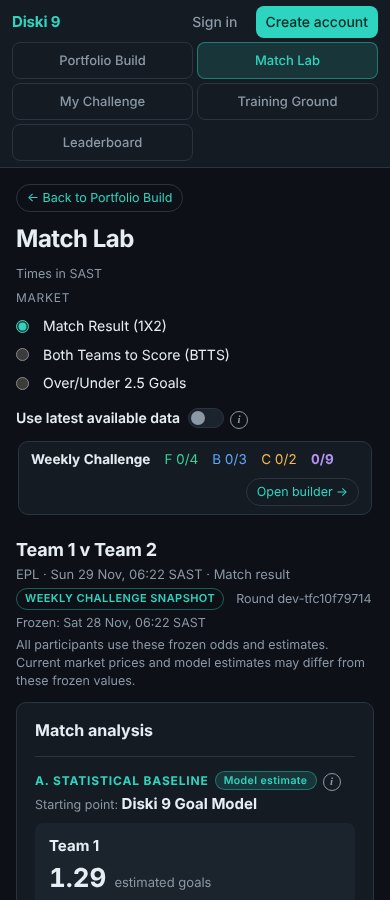 Diski 9
Sign in
Create account
Portfolio Build
Match Lab
My Challenge
Training Ground
Leaderboard
← Back to Portfolio Build
Match Lab
Times in SAST
MARKET
Match Result (1X2)
Both Teams to Score (BTTS)
Over/Under 2.5 Goals
Use latest available data i
Weekly Challenge F 0/4 B 0/3 C 0/2 0/9
Open builder →
Team 1 v Team 2
EPL · Sun 29 Nov, 06:22 SAST · Match result
WEEKLY CHALLENGE SNAPSHOT Round dev-tfc10f79714
Frozen: Sat 28 Nov, 06:22 SAST
All participants use these frozen odds and estimates.
Current market prices and model estimates may differ from
these frozen values.
Match analysis
A. STATISTICAL BASELINE Model estimate i
Starting point: Diski 9 Goal Model
Team 1
1.29 estimated goals